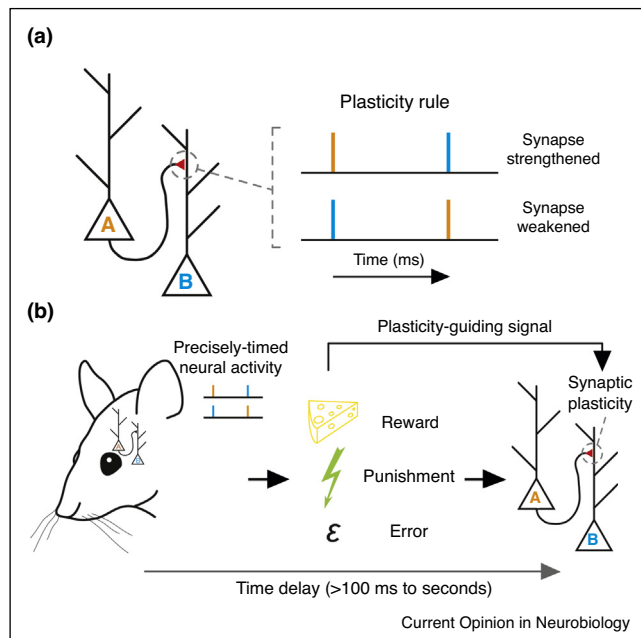 (a)
Plasticity rule
Synapse
strengthened
A
Synapse
weakened
B
Time (ms)
(b)
Plasticity-guiding signal
Precisely-timed
neural activity
Synaptic
plasticity
Reward
A
B
Punishment
A
ε
Error
B
Time delay (>100 ms to seconds)
Current Opinion in Neurobiology